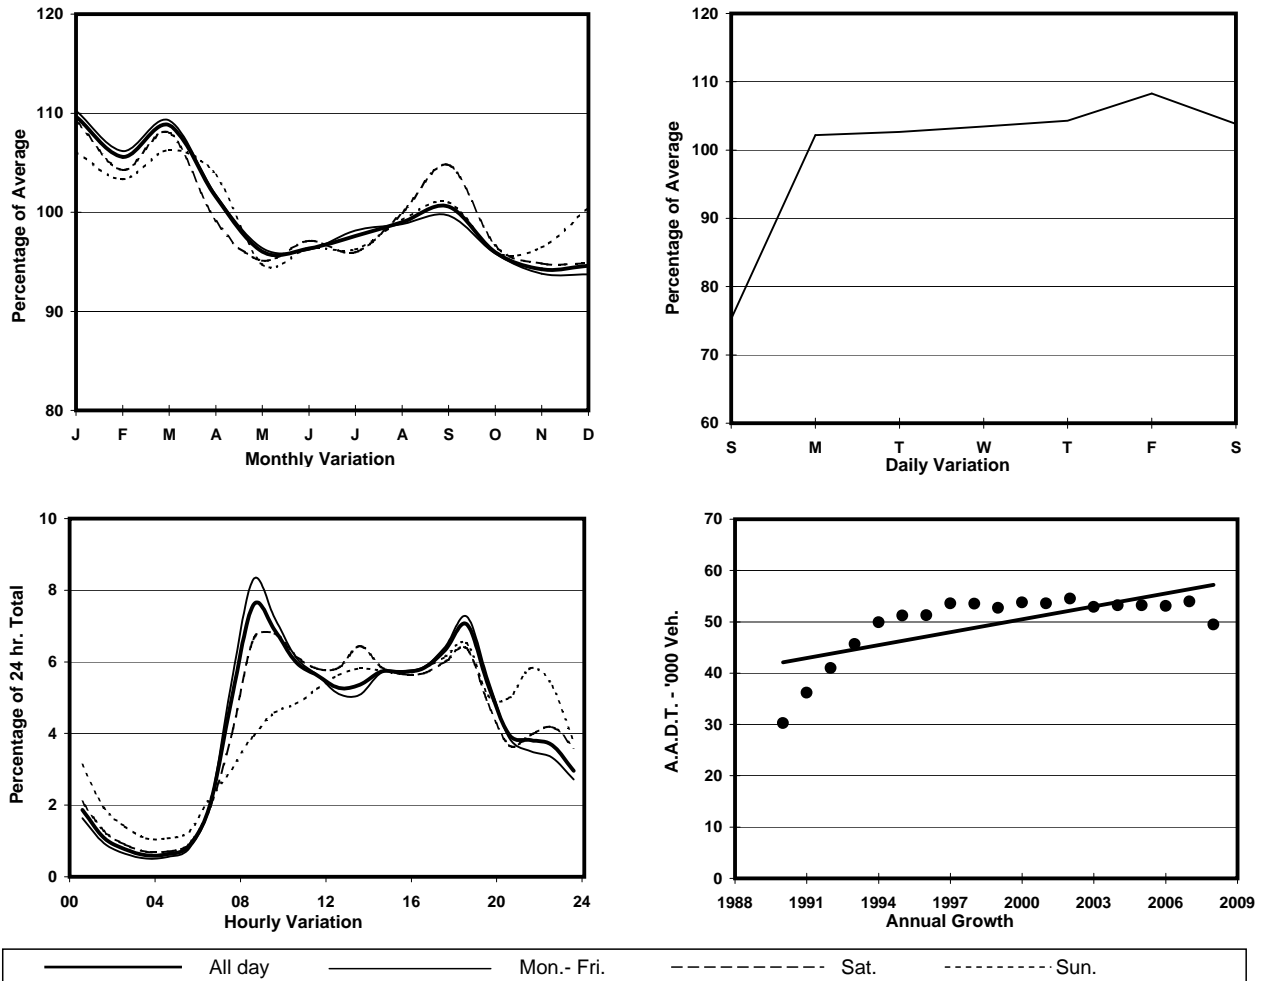 120
110
100
90
80
Percentage of Average
J F M A M J J A S O N D
Monthly Variation
120
110
100
90
80
70
60
Percentage of Average
S M T W T F S
Daily Variation
10
8
6
4
2
0
Percentage of 24 hr. Total
00 04 08 12 16 20 24
Hourly Variation
70
60
50
40
30
20
10
0
A.A.D.T. - '000 Veh.
1988 1991 1994 1997 2000 2003 2006 2009
Annual Growth
All day Mon.- Fri. Sat. Sun.